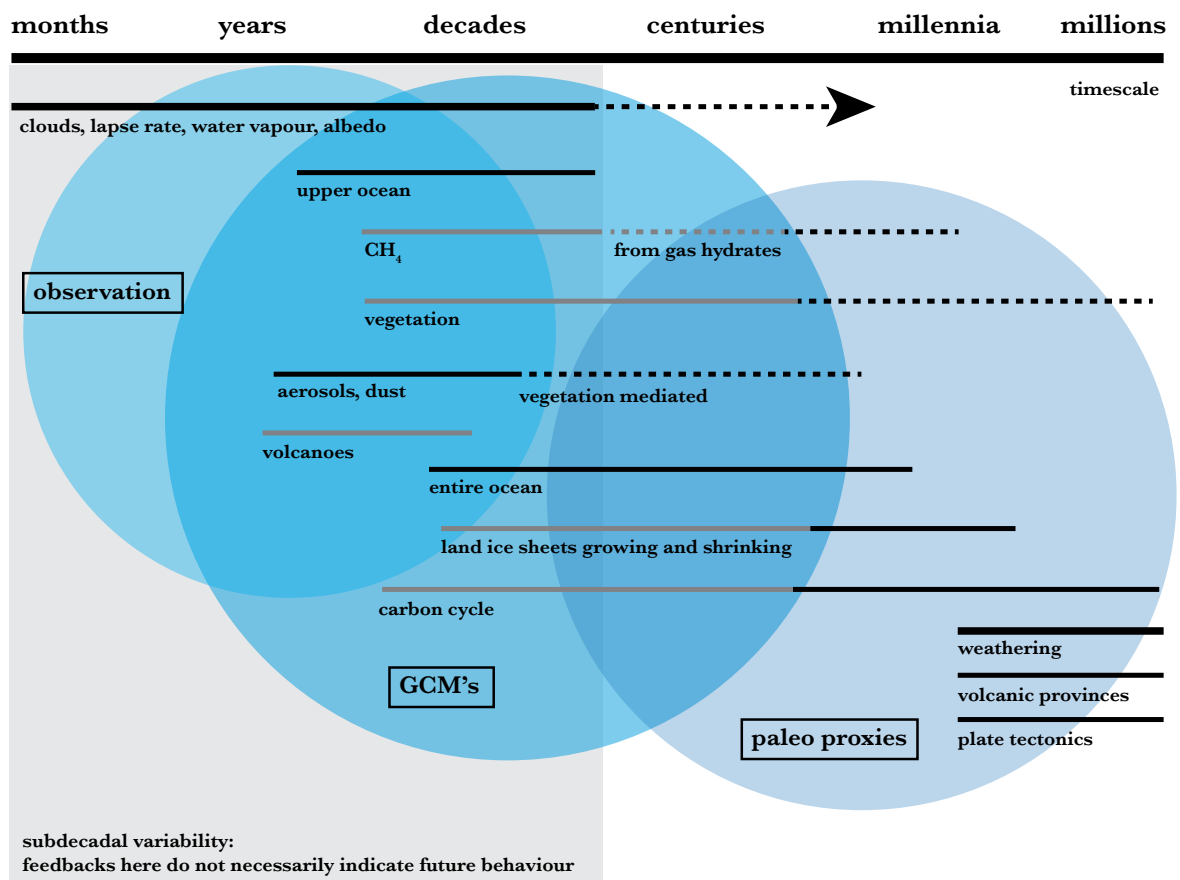 months years decades centuries millennia millions
timescale
clouds, lapse rate, water vapour, albedo
upper ocean
CH₄ from gas hydrates
observation
vegetation
aerosols, dust vegetation mediated
volcanoes
entire ocean
land ice sheets growing and shrinking
carbon cycle
weathering
GCM's
volcanic provinces
paleo proxies
plate tectonics
subdecadal variability:
feedbacks here do not necessarily indicate future behaviour